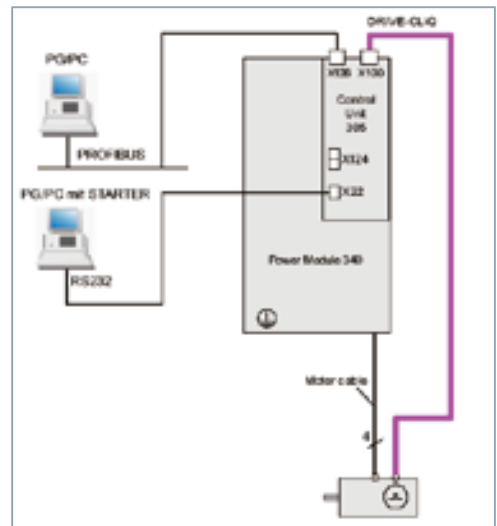 DRIVE-CLiQ
PG/PC
X100
Control
Unit
305
PROFIBUS
X124
PG/PC mit STARTER
X22
RS232
Power Module 340
Motor cable
4